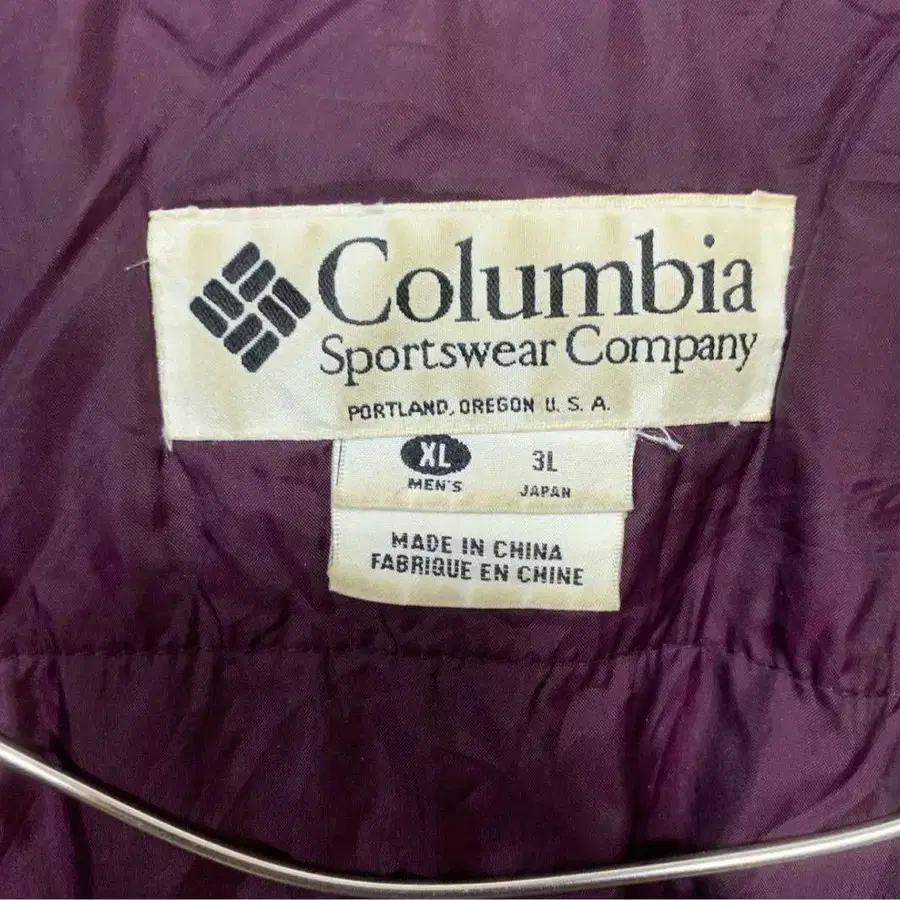 Columbia
Sportswear Company
PORTLAND, OREGON U. S. A.
XL 3L
MEN'S JAPAN
MADE IN CHINA
FABRIQUE EN CHINE